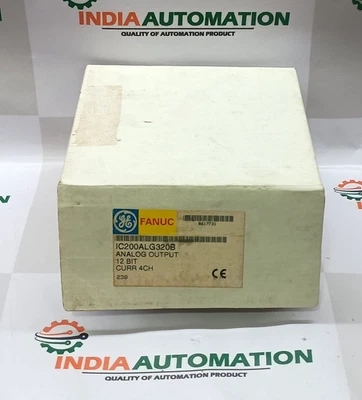 INDIA AUTOMATION
QUALITY OF AUTOMATION PRODUCT
GE
FANUC
IC200ALG320B
ANALOG OUTPUT
12 BIT
CURR 4CH
239
CE
INDIA AUTOMATION
QUALITY OF AUTOMATION PRODUCT